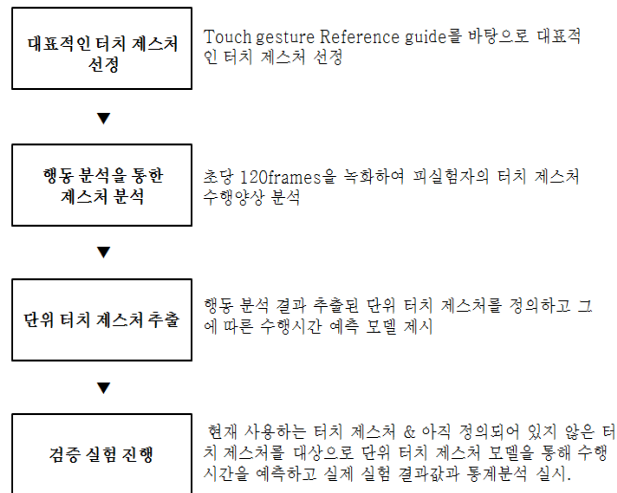 대표적인 터치 제스처
선정
Touch gesture Reference guide를 바탕으로 대표적
인 터치 제스처 선정
▼
행동 분석을 통한
제스처 분석
초당 120frames을 녹화하여 피실험자의 터치 제스처
수행양상 분석
▼
단위 터치 제스처 추출
행동 분석 결과 추출된 단위 터치 제스처를 정의하고 그
에 따른 수행시간 예측 모델 제시
▼
검증 실험 진행
현재 사용하는 터치 제스처 & 아직 정의되어 있지 않은 터
치 제스처를 대상으로 단위 터치 제스처 모델을 통해 수행
시간을 예측하고 실제 실험 결과값과 통계분석 실시.